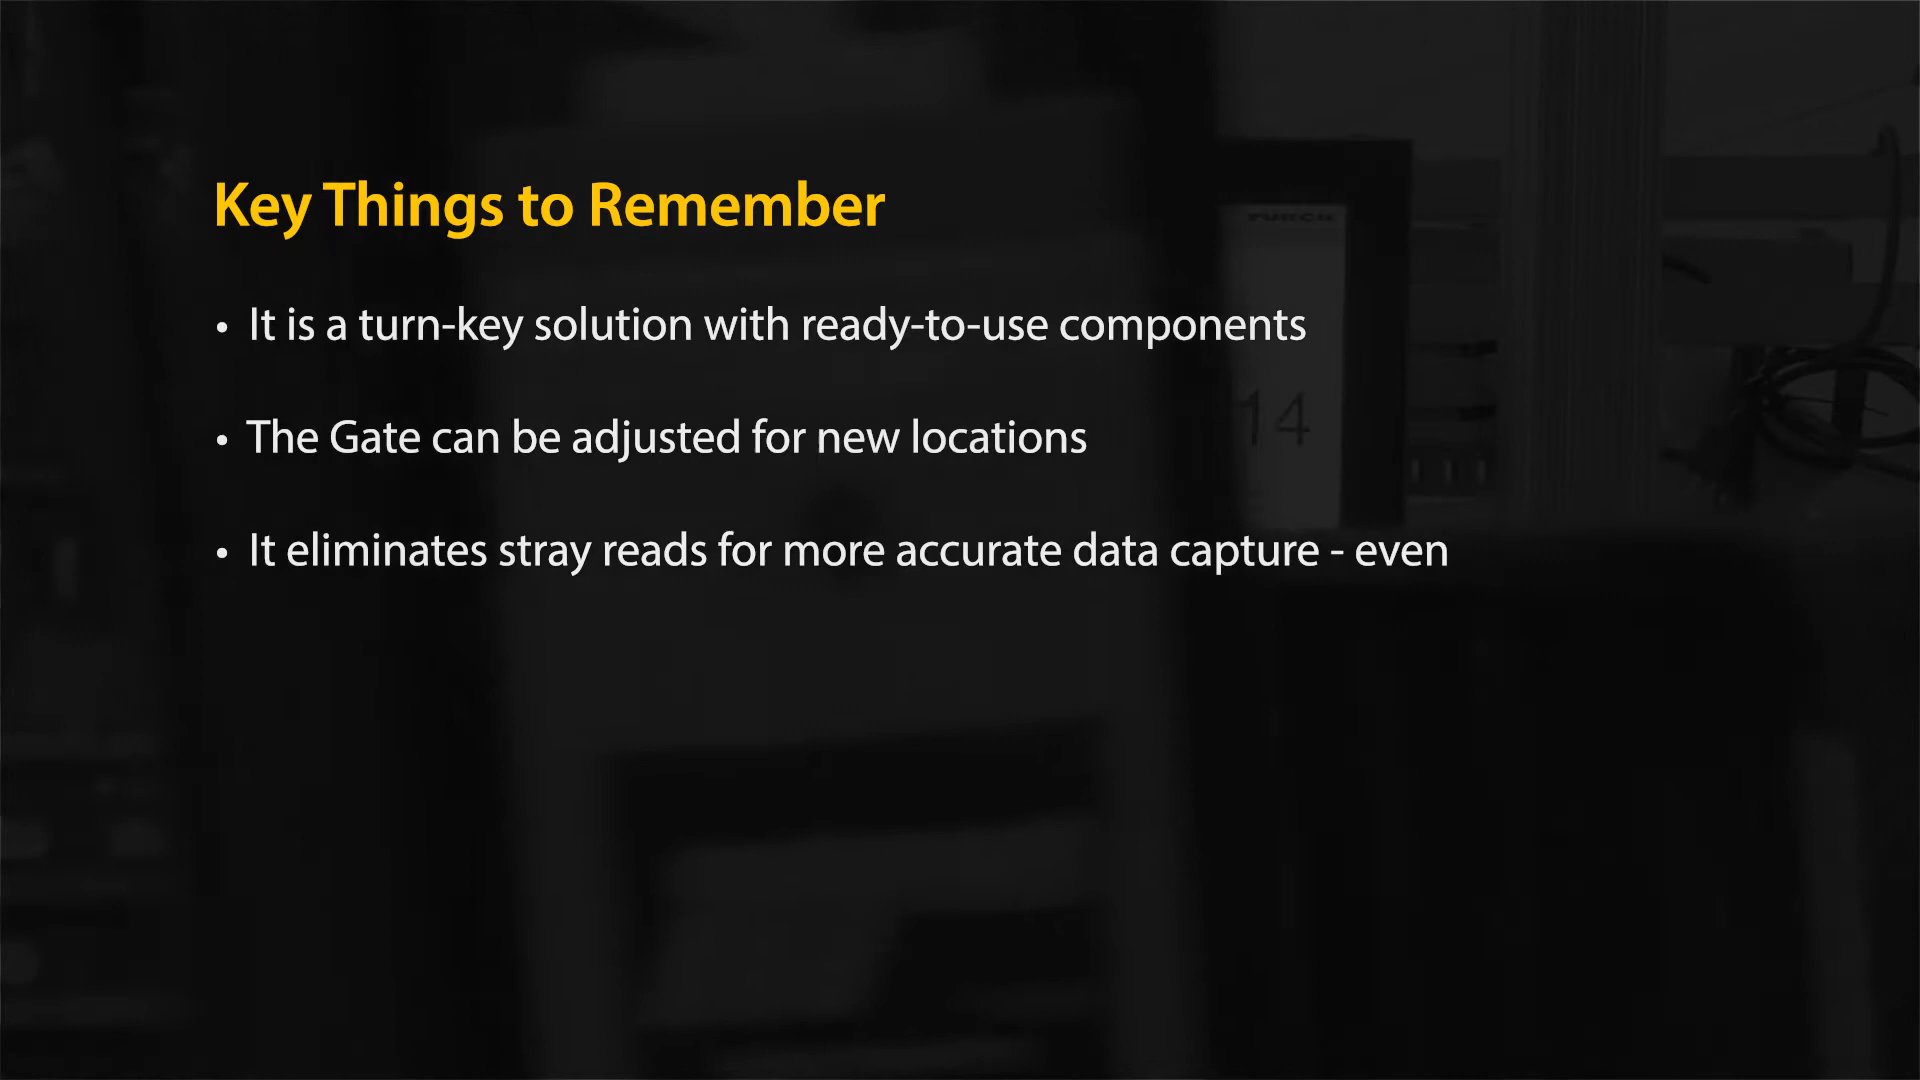 Key Things to Remember
• It is a turn-key solution with ready-to-use components
• The Gate can be adjusted for new locations
• It eliminates stray reads for more accurate data capture - even
14